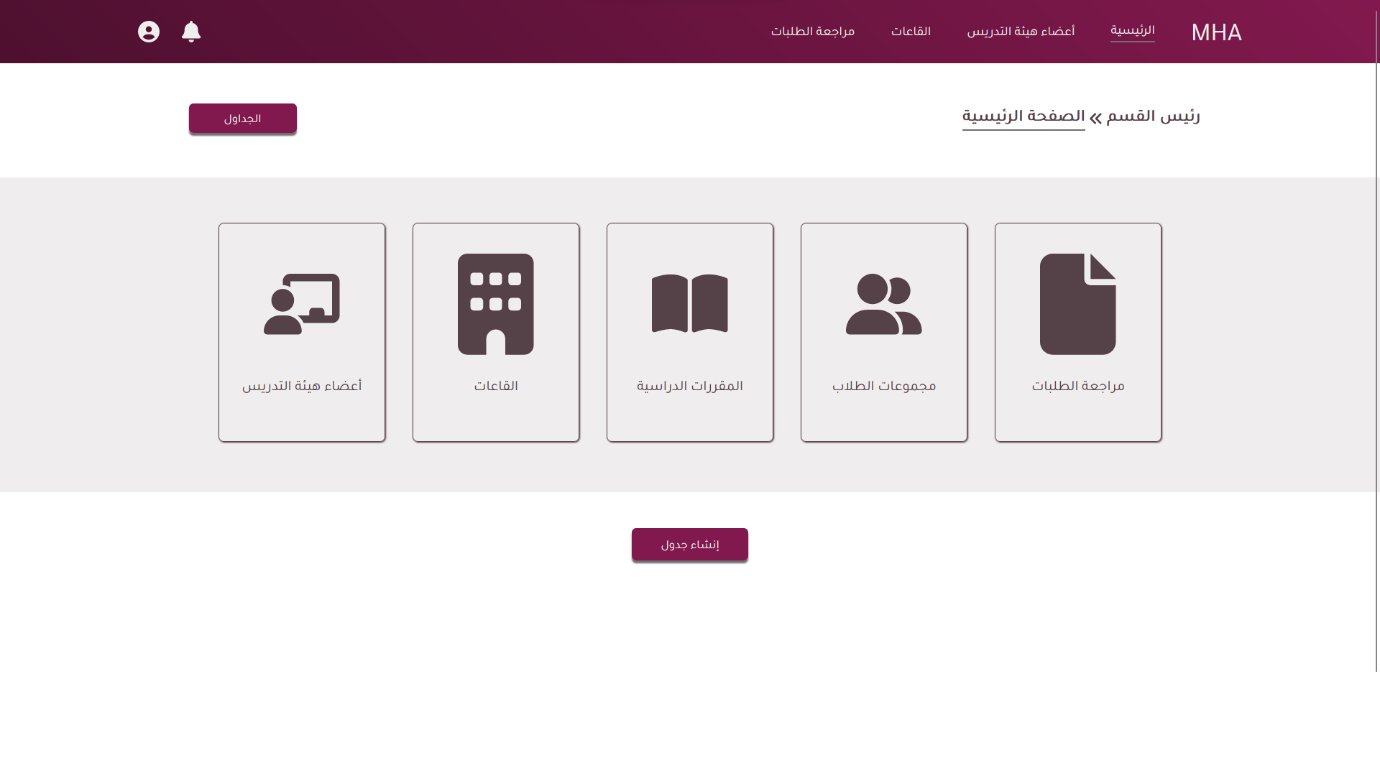 MHA
الرئيسية
أعضاء هيئة التدريس
القاعات
مراجعة الطلبات
رئيس القسم » الصفحة الرئيسية
الجداول
مراجعة الطلبات
مجموعات الطلاب
المقررات الدراسية
القاعات
أعضاء هيئة التدريس
إنشاء جدول